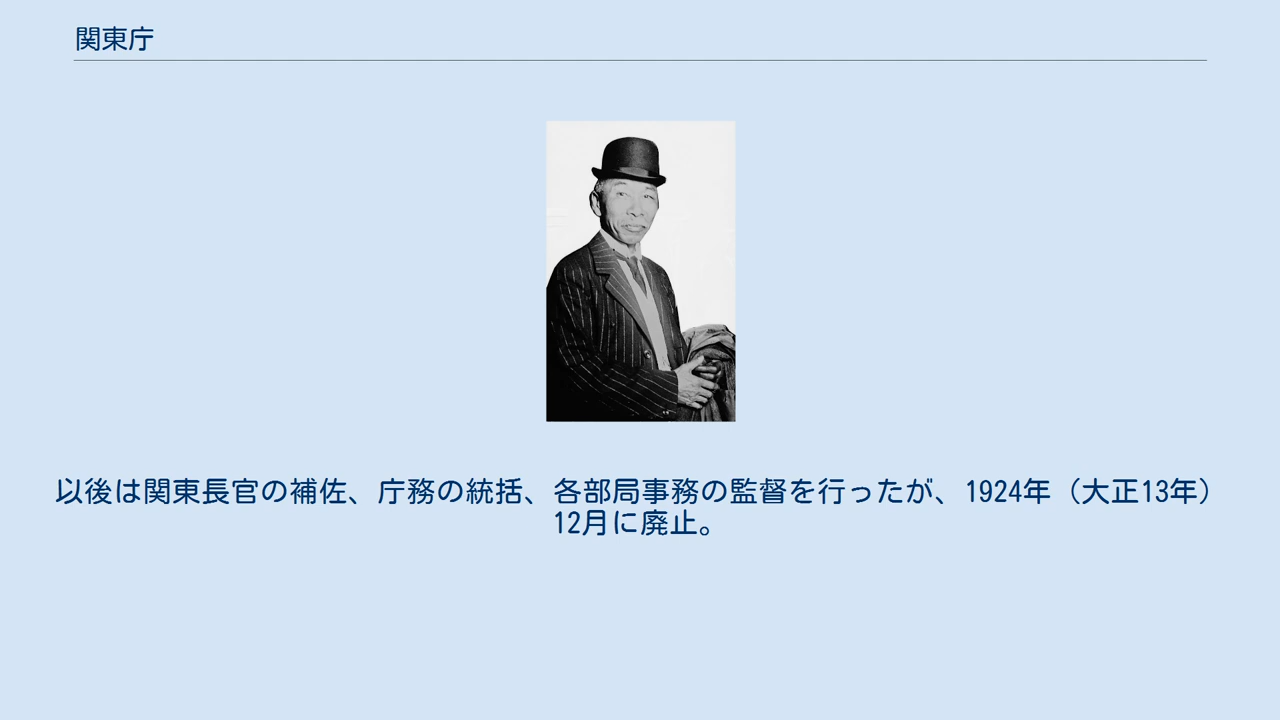 関東庁
以後は関東長官の補佐、庁務の統括、各部局事務の監督を行ったが、1924年（大正13年）
12月に廃止。